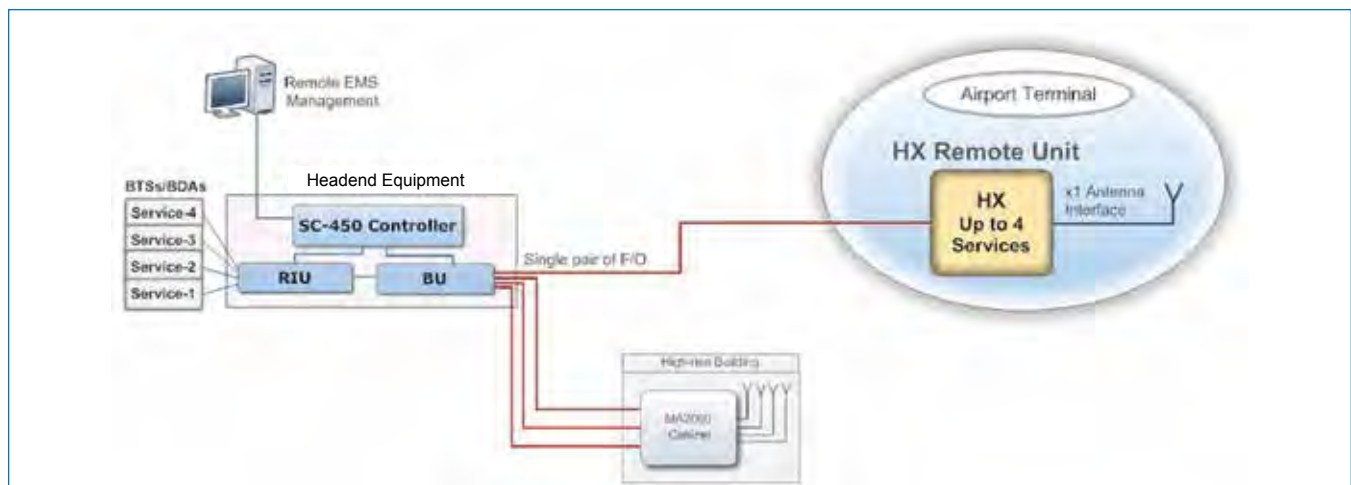 Remote EMS
Management
BTSs/BDAs
Service-4
Service-3
Service-2
Service-1
Headend Equipment
SC-450 Controller
RIU
BU
Single pair of F/O
Airport Terminal
HX Remote Unit
HX
Up to 4
Services
x1 Antenna
Interface
High-rise Building
MA2000
Cabinet